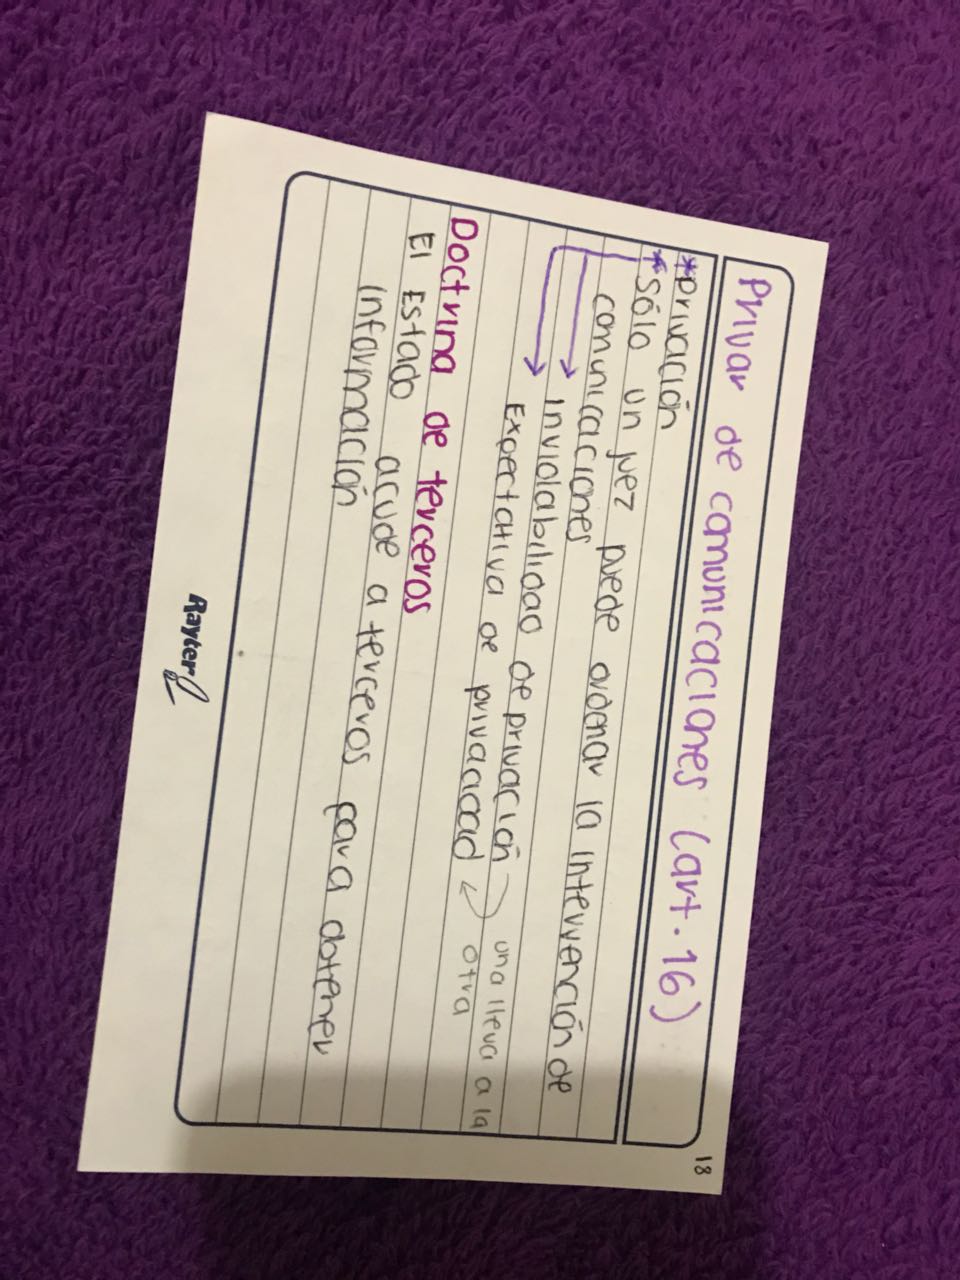 18
Privar de comunicaciones (art. 16)
*privación
*Sólo un juez puede ordenar la intervención de
comunicaciones
Inviolabilidad de privación
Expectativa de privacidad
una lleva a la
otra
Doctrina de terceros
El Estado acude a terceros para obtener
información
Rayter